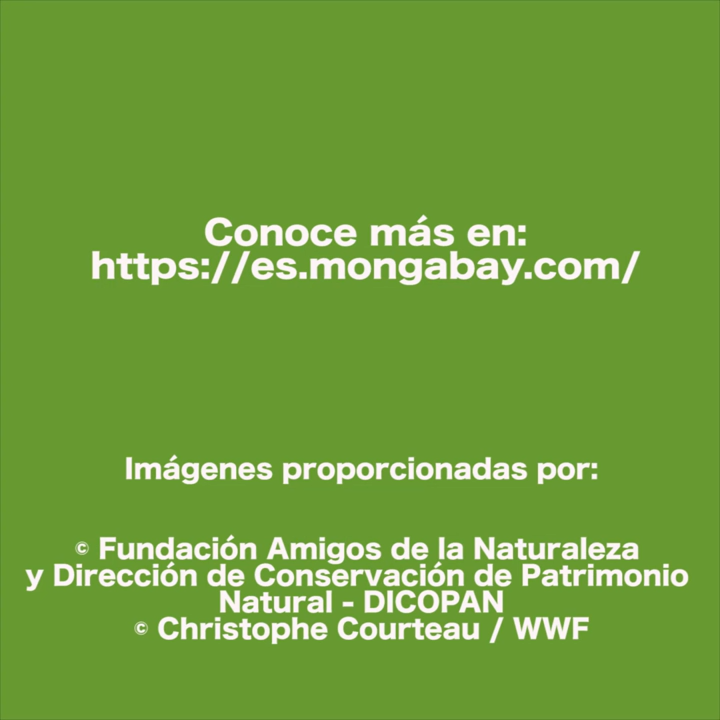 Conoce más en:
https://es.mongabay.com/
Imágenes proporcionadas por:
© Fundación Amigos de la Naturaleza
y Dirección de Conservación de Patrimonio
Natural - DICOPAN
© Christophe Courteau / WWF